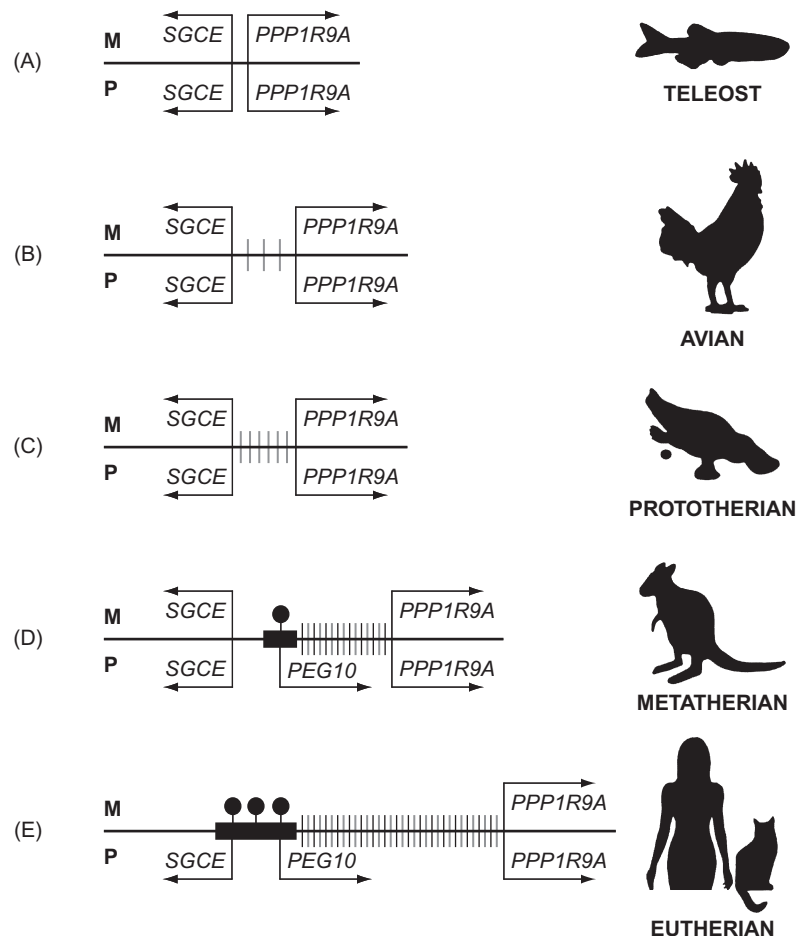 (A)
M
SGCE PPP1R9A
P
SGCE PPP1R9A
TELEOST
(B)
M
SGCE PPP1R9A
P
SGCE PPP1R9A
AVIAN
(C)
M
SGCE PPP1R9A
P
SGCE PPP1R9A
PROTOTHERIAN
(D)
M
SGCE PPP1R9A
P
SGCE PEG10 PPP1R9A
METATHERIAN
(E)
M
PPP1R9A
P
SGCE PEG10 PPP1R9A
EUTHERIAN